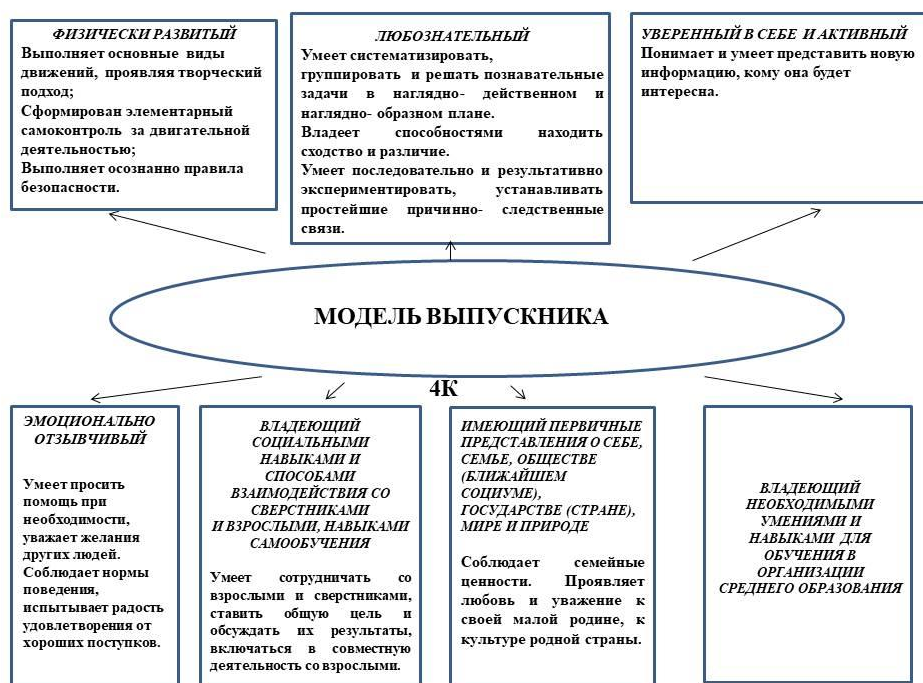 ФИЗИЧЕСКИ РАЗВИТЫЙ
Выполняет основные виды
движений, проявляя творческий
подход;
Сформирован элементарный
самоконтроль за двигательной
деятельностью;
Выполняет осознанно правила
безопасности.
ЛЮБОЗНАТЕЛЬНЫЙ
Умеет систематизировать,
группировать и решать познавательные
задачи в наглядно- действенном и
наглядно- образном плане.
Владеет способностями находить
сходство и различие.
Умеет последовательно и результативно
экспериментировать, устанавливать
простейшие причинно- следственные
связи.
УВЕРЕННЫЙ В СЕБЕ И АКТИВНЫЙ
Понимает и умеет представить новую
информацию, кому она будет
интересна.
МОДЕЛЬ ВЫПУСКНИКА
4К
ЭМОЦИОНАЛЬНО
ОТЗЫВЧИВЫЙ
Умеет просить
помощь при
необходимости,
уважает желания
других людей.
Соблюдает нормы
поведения,
испытывает радость
удовлетворения от
хороших поступков.
ВЛАДЕЮЩИЙ
СОЦИАЛЬНЫМИ
НАВЫКАМИ И
СПОСОБАМИ
ВЗАИМОДЕЙСТВИЯ СО
СВЕРСТНИКАМИ
И ВЗРОСЛЫМИ, НАВЫКАМИ
САМООБУЧЕНИЯ
Умеет сотрудничать со
взрослыми и сверстниками,
ставить общую цель и
обсуждать их результаты,
включаться в совместную
деятельность со взрослыми.
ИМЕЮЩИЙ ПЕРВИЧНЫЕ
ПРЕДСТАВЛЕНИЯ О СЕБЕ,
СЕМЬЕ, ОБЩЕСТВЕ
(БЛИЖАЙШЕМ
СОЦИУМЕ),
ГОСУДАРСТВЕ (СТРАНЕ),
МИРЕ И ПРИРОДЕ
Соблюдает семейные
ценности. Проявляет
любовь и уважение к
своей малой родине, к
культуре родной страны.
ВЛАДЕЮЩИЙ
НЕОБХОДИМЫМИ
УМЕНИЯМИ И
НАВЫКАМИ ДЛЯ
ОБУЧЕНИЯ В
ОРГАНИЗАЦИИ
СРЕДНЕГО ОБРАЗОВАНИЯ